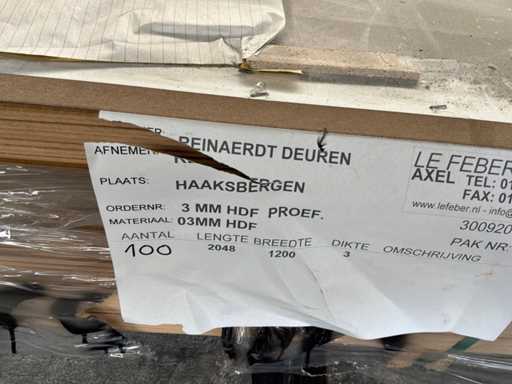 REINAERDT DEUREN
AFNEMER:
PLAATS: HAAKSBERGEN
ORDERNR: 3 MM HDF PROEF.
MATERIAAL: 03MM HDF
AANTAL LENGTE BREEDTE DIKTE OMSCHRIJVING
100 2048 1200 3
LE FEBER
AXEL TEL: 01
FAX: 01
www.lefeber.nl - info@
300920
PAK NR